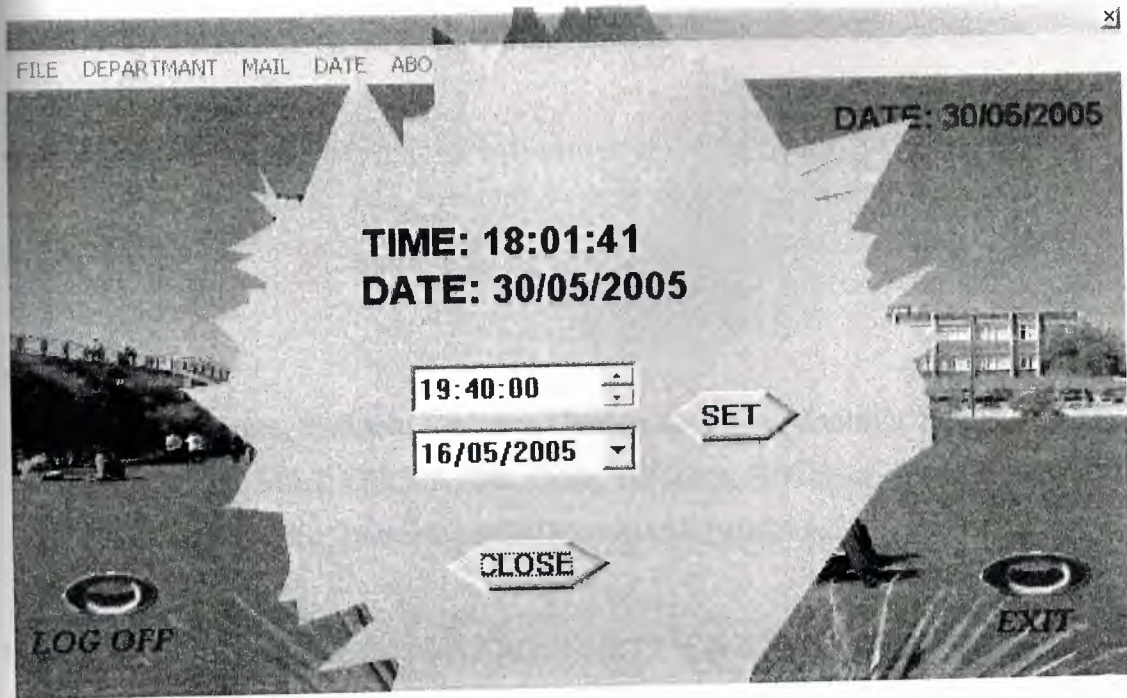 FILE DEPARTMANT MAIL DATE ABO
DATE: 30/05/2005
TIME: 18:01:41
DATE: 30/05/2005
19:40:00
SET
16/05/2005
CLOSE
LOG OFF
EXIT